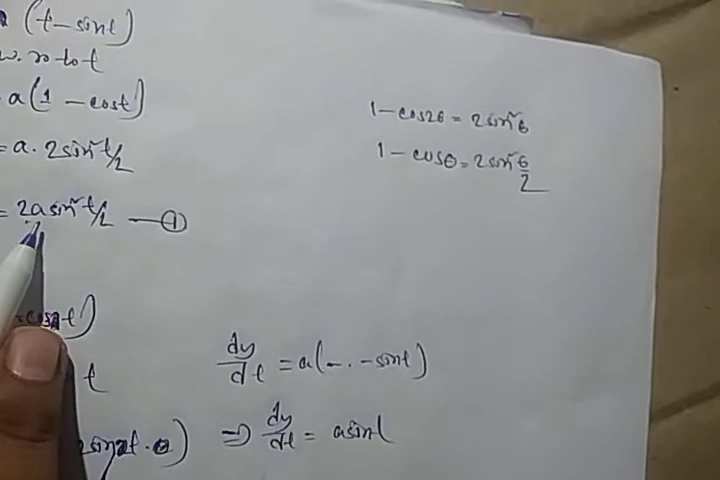 (t - sint)
w. r. to t
a(1 - cost)
= a. 2sin²t/2
= 2asin²t/2 — ①
1 - cos2θ = 2sin²θ
1 - cosθ = 2sin²θ/2
t)
t
dy/dt = a(-. - sint)
⇒ dy/dt = asint